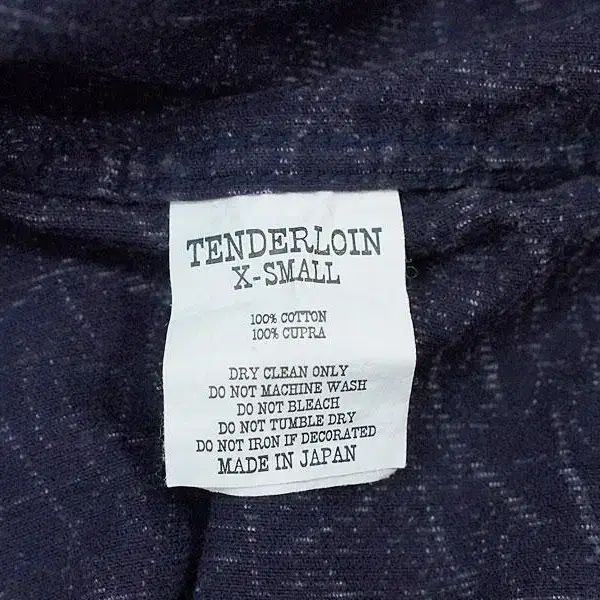 TENDERLOIN
X-SMALL
100% COTTON
100% CUPRA
DRY CLEAN ONLY
DO NOT MACHINE WASH
DO NOT BLEACH
DO NOT TUMBLE DRY
DO NOT IRON IF DECORATED
MADE IN JAPAN